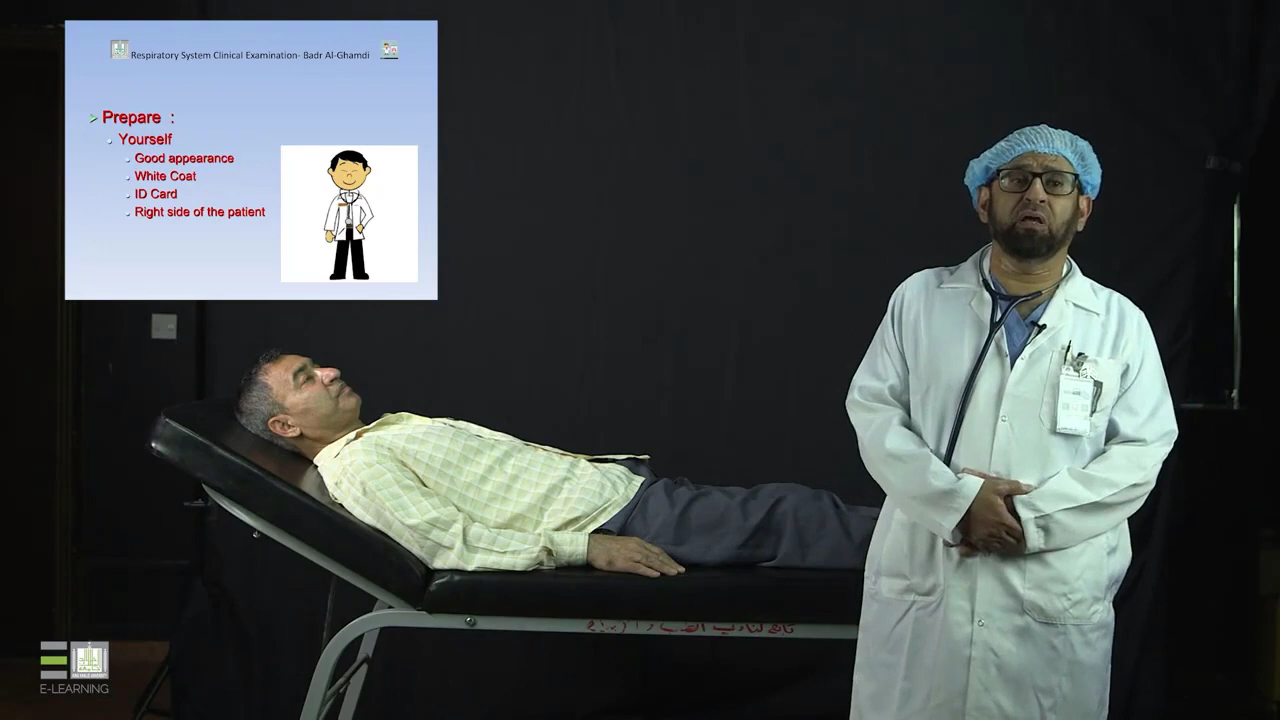 Respiratory System Clinical Examination- Badr Al-Ghamdi
Prepare :
Yourself
Good appearance
White Coat
ID Card
Right side of the patient
E-LEARNING